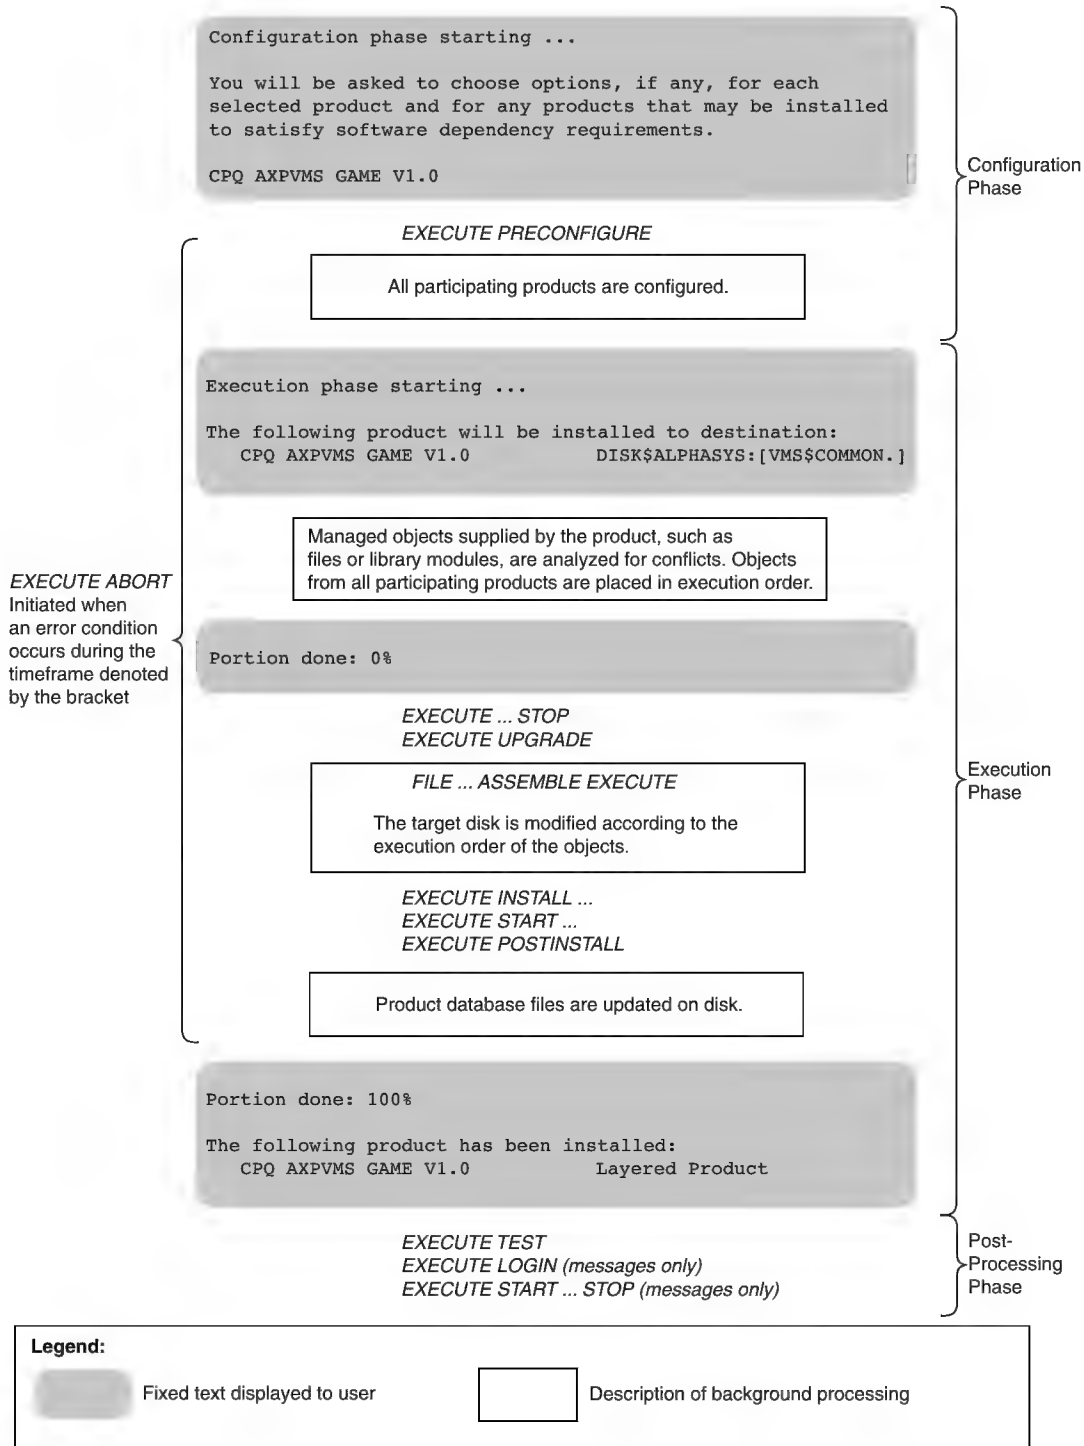 Configuration phase starting ...
You will be asked to choose options, if any, for each
selected product and for any products that may be installed
to satisfy software dependency requirements.
CPQ AXPVMS GAME V1.0
Configuration
Phase
EXECUTE PRECONFIGURE
All participating products are configured.
Execution phase starting ...
The following product will be installed to destination:
CPQ AXPVMS GAME V1.0 DISK$ALPHASYS:[VMS$COMMON.]
Managed objects supplied by the product, such as
files or library modules, are analyzed for conflicts. Objects
from all participating products are placed in execution order.
EXECUTE ABORT
Initiated when
an error condition
occurs during the
timeframe denoted
by the bracket
Portion done: 0%
EXECUTE ... STOP
EXECUTE UPGRADE
FILE ... ASSEMBLE EXECUTE
The target disk is modified according to the
execution order of the objects.
Execution
Phase
EXECUTE INSTALL ...
EXECUTE START ...
EXECUTE POSTINSTALL
Product database files are updated on disk.
Portion done: 100%
The following product has been installed:
CPQ AXPVMS GAME V1.0 Layered Product
EXECUTE TEST
EXECUTE LOGIN (messages only)
EXECUTE START ... STOP (messages only)
Post-
Processing
Phase
Legend:
Fixed text displayed to user
Description of background processing